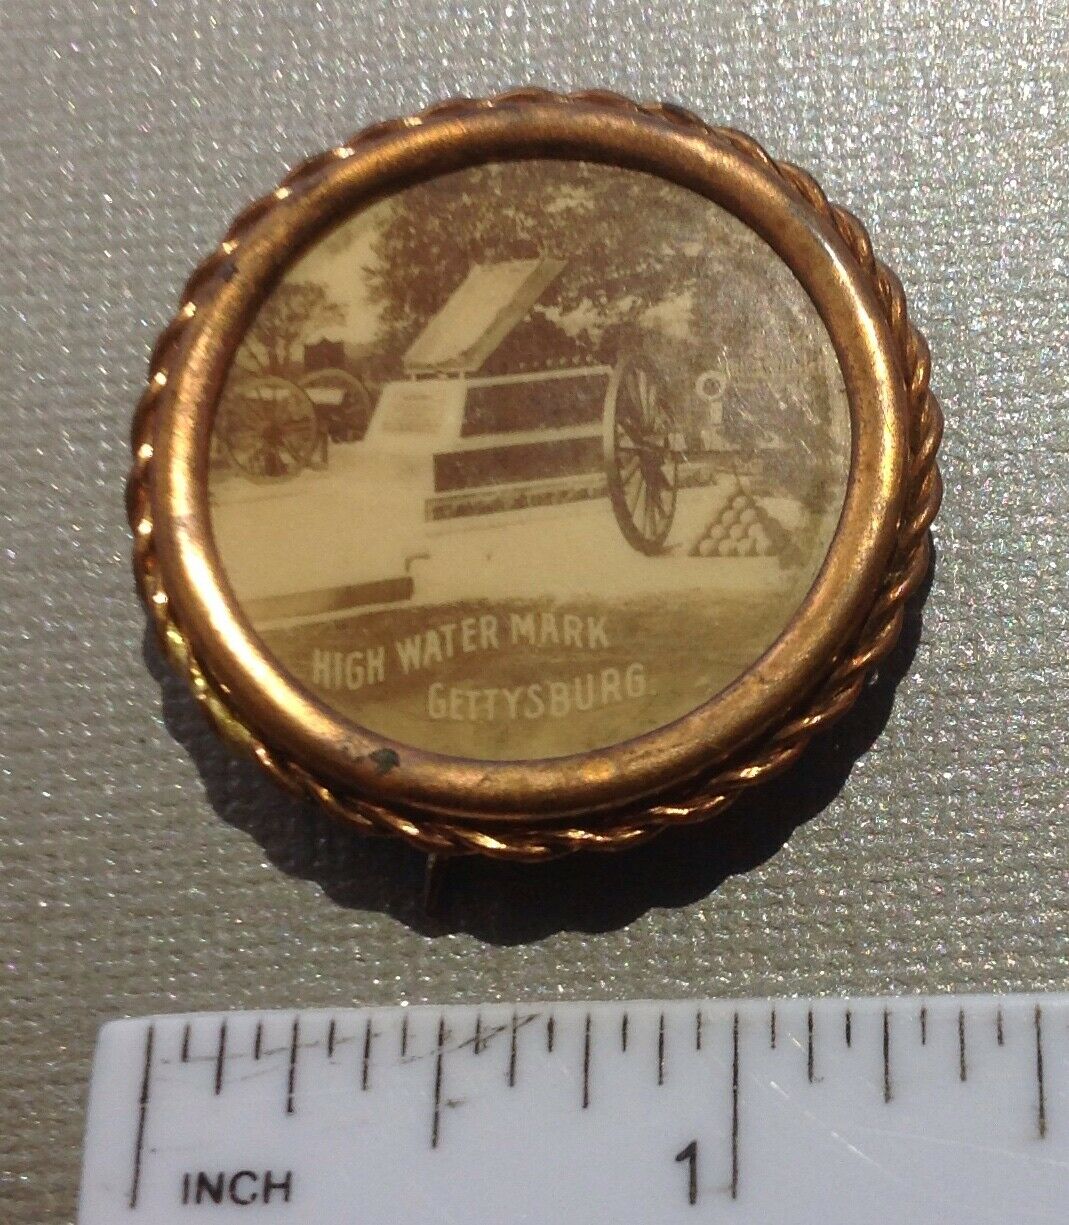 HIGH WATER MARK
GETTYSBURG
1
INCH